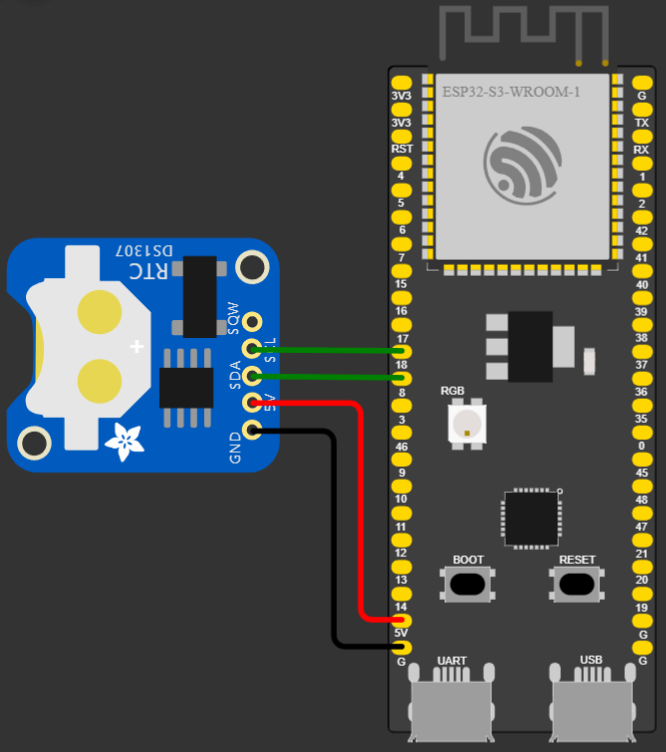 ESP32-S3-WROOM-1
3V3
3V3
RST
4
5
6
7
15
16
17
18
8
3
46
9
10
11
12
13
14
5V
G
G
TX
RX
1
2
42
41
40
39
38
37
36
35
0
45
48
47
21
20
19
G
G
RGB
BOOT
RESET
UART
USB
DS1307
RTC
+
SQW
SCL
SDA
5V
GND